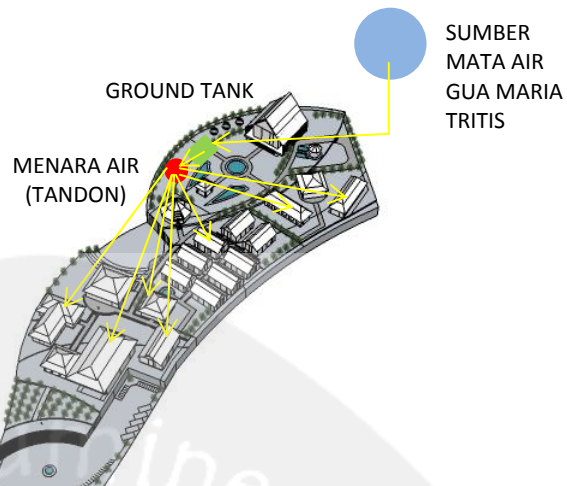 SUMBER
MATA AIR
GUA MARIA
TRITIS
GROUND TANK
MENARA AIR
(TANDON)